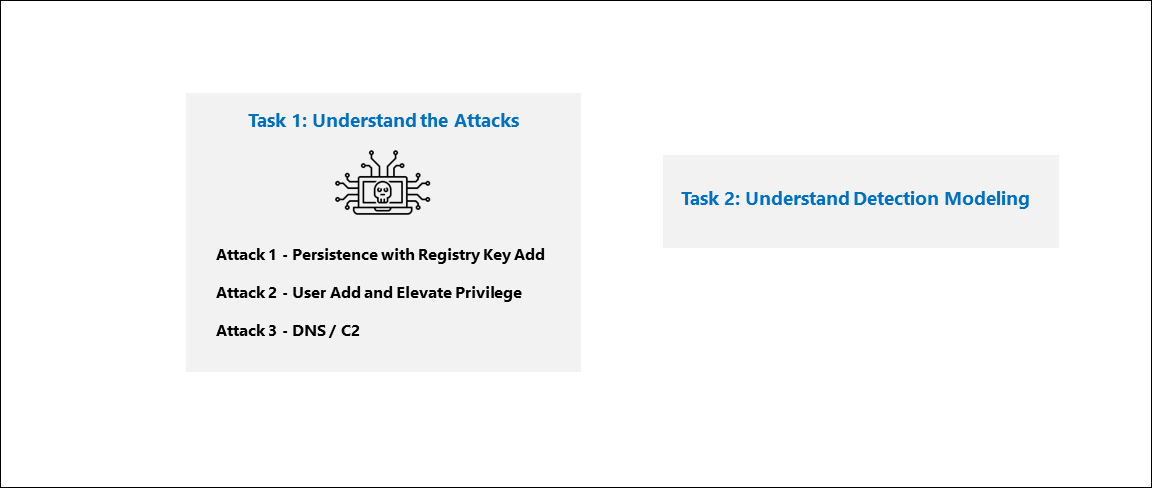 Task 1: Understand the Attacks
Attack 1 - Persistence with Registry Key Add
Attack 2 - User Add and Elevate Privilege
Attack 3 - DNS / C2
Task 2: Understand Detection Modeling